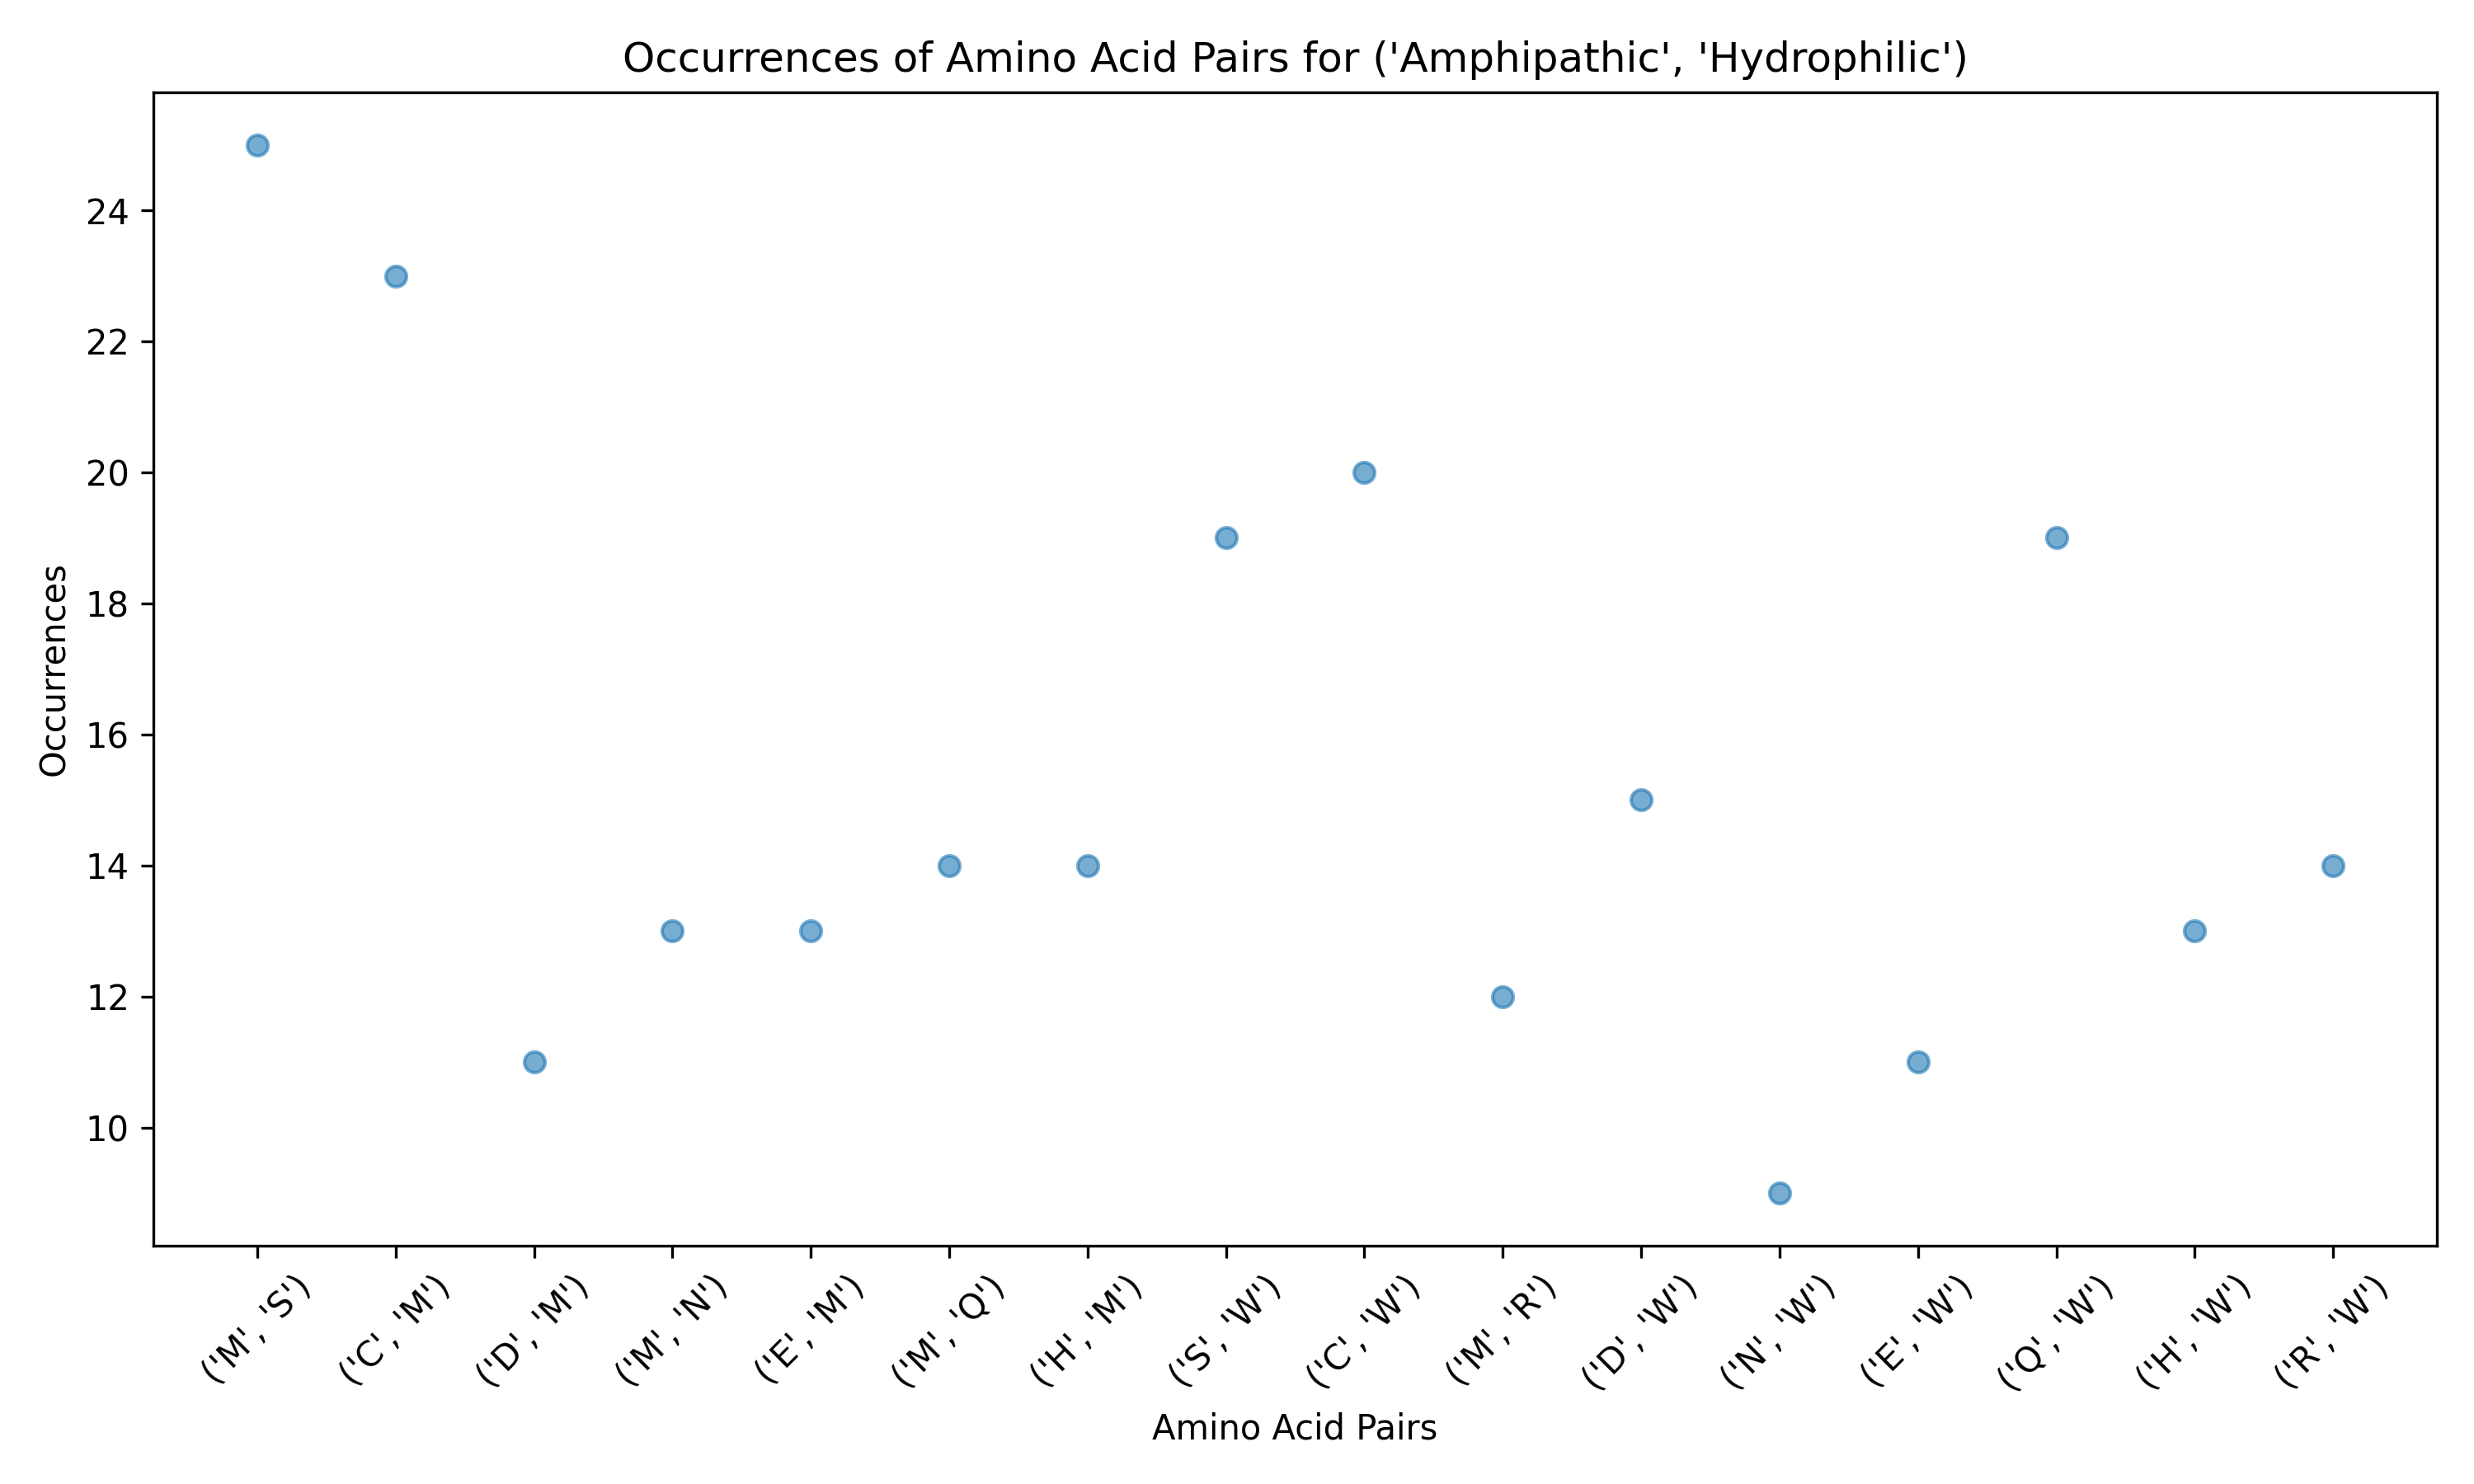 Occurrences of Amino Acid Pairs for ('Amphipathic', 'Hydrophilic')
Occurrences
24
22
20
18
16
14
12
10
('M', 'S')
('C', 'M')
('D', 'M')
('M', 'N')
('E', 'M')
('M', 'Q')
('H', 'M')
('S', 'W')
('C', 'W')
('M', 'R')
('D', 'W')
('N', 'W')
('E', 'W')
('Q', 'W')
('H', 'W')
('R', 'W')
Amino Acid Pairs